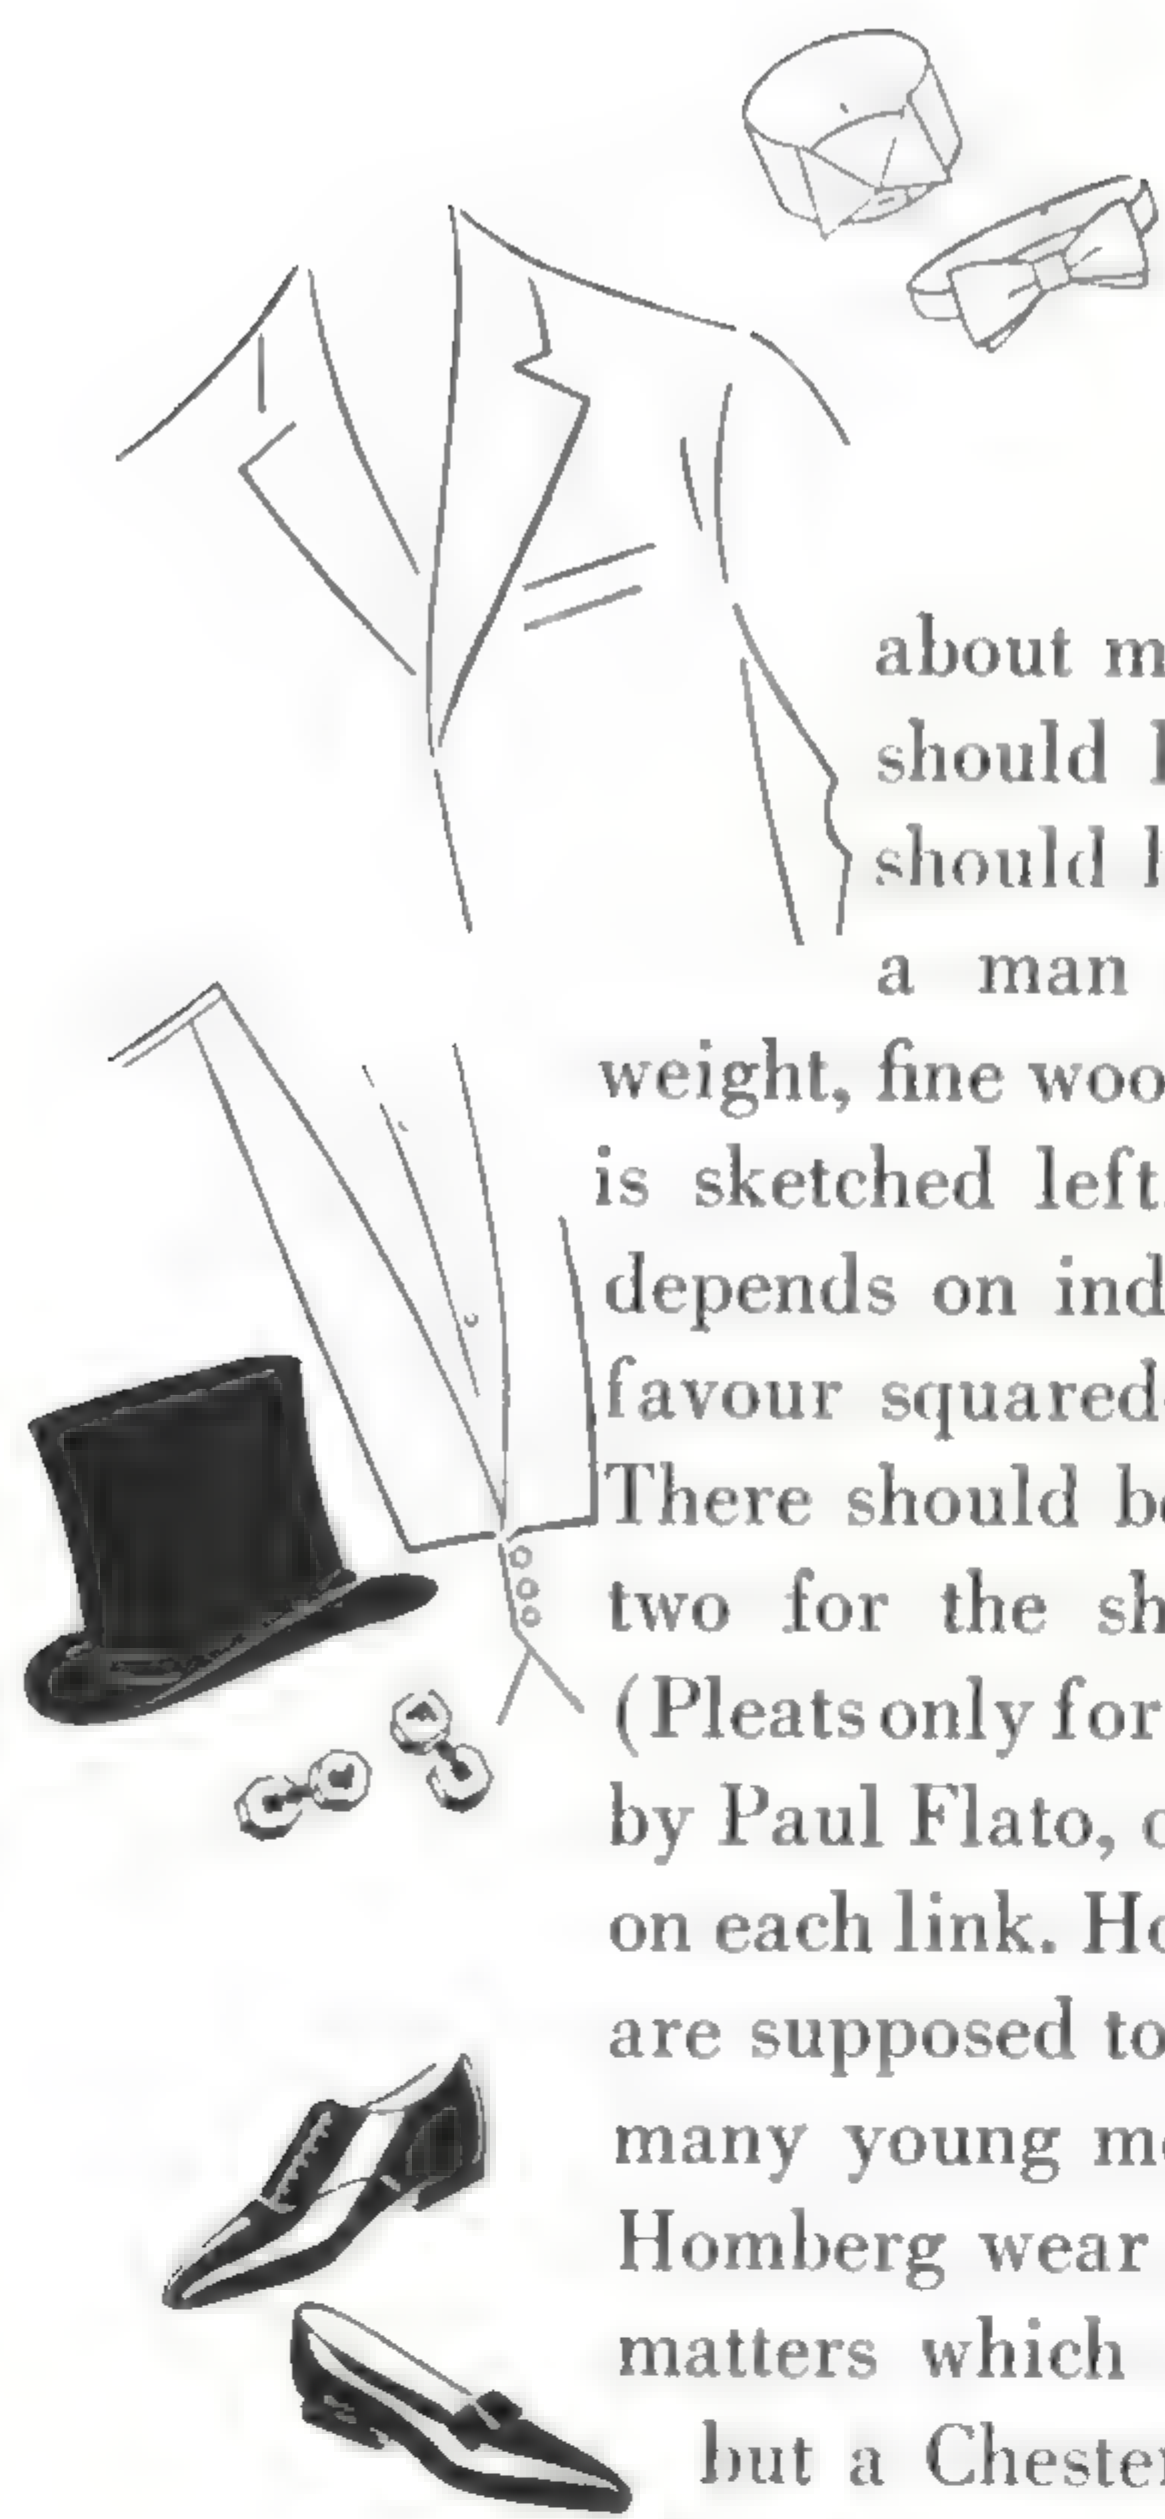 about m
should
should
a man
weight, fine woo
is sketched left.
depends on ind
favour squared-
There should be
two for the sh
(Pleats only for
by Paul Flato, o
on each link. Ho
are supposed to
many young me
Homberg wear
matters which
but a Chester